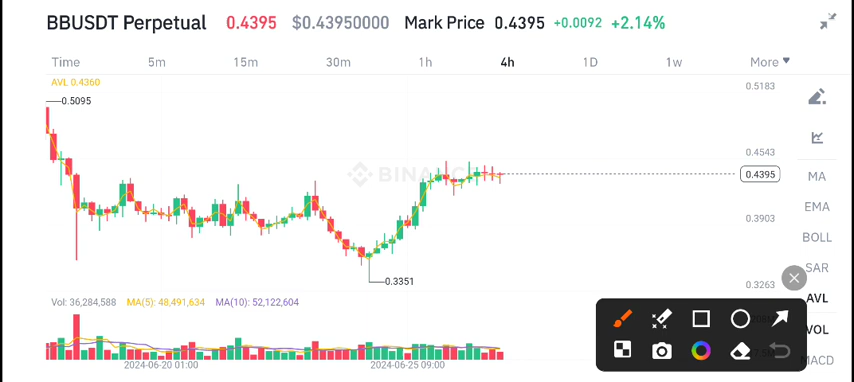 BBUSDT Perpetual 0.4395 $0.43950000 Mark Price 0.4395 +0.0092 +2.14%
Time 5m 15m 30m 1h 4h 1D 1w More
AVL 0.4360
0.5183
0.5095
0.4543
BINANCE
0.4395
MA
EMA
0.3903
BOLL
SAR
0.3351
0.3263
AVL
Vol: 36,284,588 MA(5): 48,491,634 MA(10): 52,122,604
VOL
MACD
2024-06-20 01:00 2024-06-25 09:00